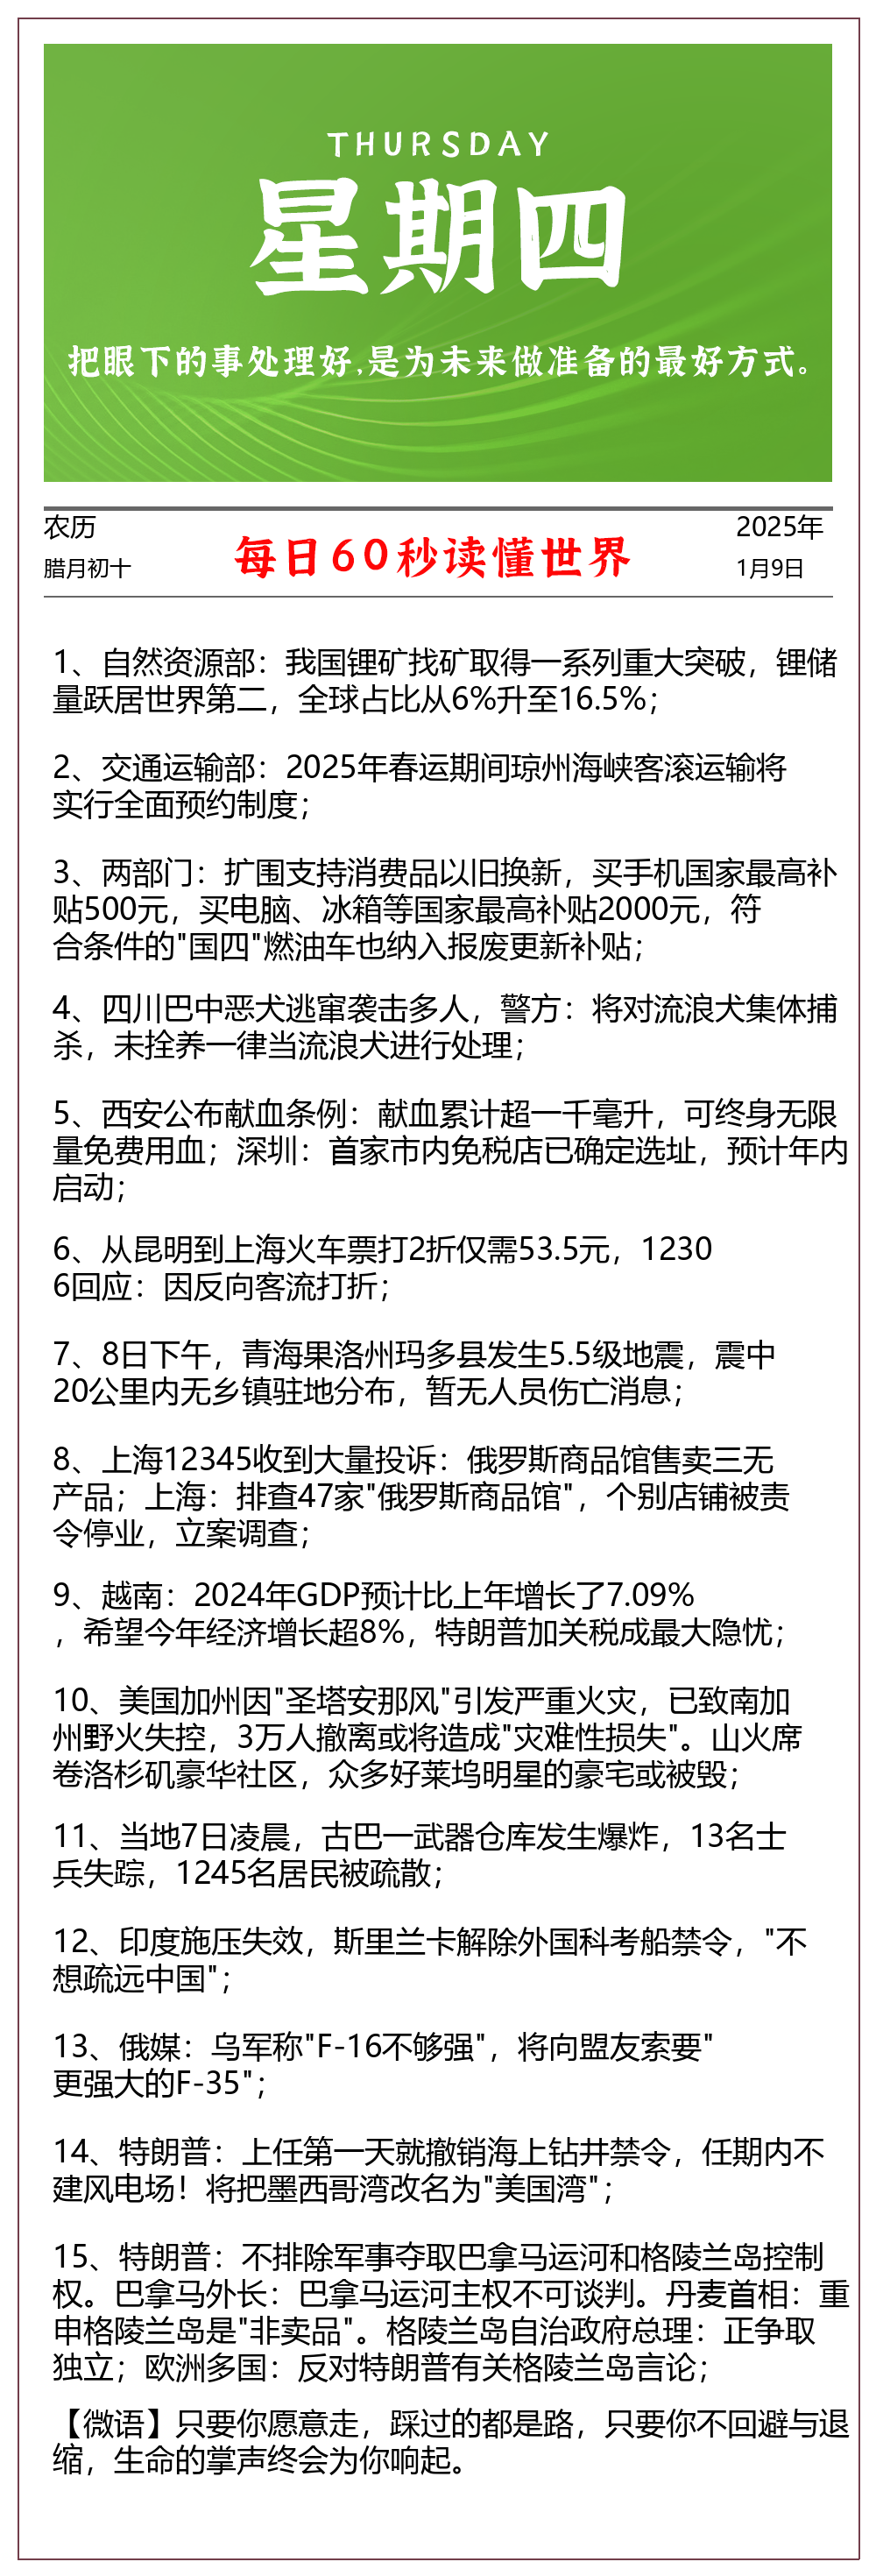 THURSDAY
星期四
把眼下的事处理好,是为未来做准备的最好方式。
农历
腊月初十
每日60秒读懂世界
2025年
1月9日
1、自然资源部：我国锂矿找矿取得一系列重大突破，锂储
量跃居世界第二，全球占比从6%升至16.5%；
2、交通运输部：2025年春运期间琼州海峡客滚运输将
实行全面预约制度；
3、两部门：扩围支持消费品以旧换新，买手机国家最高补
贴500元，买电脑、冰箱等国家最高补贴2000元，符
合条件的"国四"燃油车也纳入报废更新补贴；
4、四川巴中恶犬逃窜袭击多人，警方：将对流浪犬集体捕
杀，未拴养一律当流浪犬进行处理；
5、西安公布献血条例：献血累计超一千毫升，可终身无限
量免费用血；深圳：首家市内免税店已确定选址，预计年内
启动；
6、从昆明到上海火车票打2折仅需53.5元，1230
6回应：因反向客流打折；
7、8日下午，青海果洛州玛多县发生5.5级地震，震中
20公里内无乡镇驻地分布，暂无人员伤亡消息；
8、上海12345收到大量投诉：俄罗斯商品馆售卖三无
产品；上海：排查47家"俄罗斯商品馆"，个别店铺被责
令停业，立案调查；
9、越南：2024年GDP预计比上年增长了7.09%
，希望今年经济增长超8%，特朗普加关税成最大隐忧；
10、美国加州因"圣塔安那风"引发严重火灾，已致南加
州野火失控，3万人撤离或将造成"灾难性损失"。山火席
卷洛杉矶豪华社区，众多好莱坞明星的豪宅或被毁；
11、当地7日凌晨，古巴一武器仓库发生爆炸，13名士
兵失踪，1245名居民被疏散；
12、印度施压失效，斯里兰卡解除外国科考船禁令，"不
想疏远中国"；
13、俄媒：乌军称"F-16不够强"，将向盟友索要"
更强大的F-35"；
14、特朗普：上任第一天就撤销海上钻井禁令，任期内不
建风电场！将把墨西哥湾改名为"美国湾"；
15、特朗普：不排除军事夺取巴拿马运河和格陵兰岛控制
权。巴拿马外长：巴拿马运河主权不可谈判。丹麦首相：重
申格陵兰岛是"非卖品"。格陵兰岛自治政府总理：正争取
独立；欧洲多国：反对特朗普有关格陵兰岛言论；
【微语】只要你愿意走，踩过的都是路，只要你不回避与退
缩，生命的掌声终会为你响起。